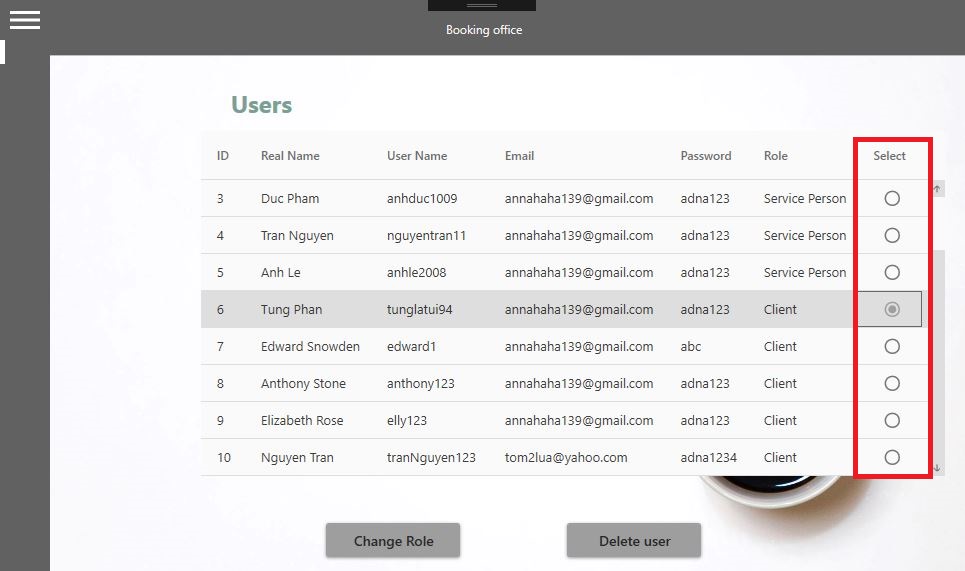 Booking office
Users
ID Real Name User Name Email Password Role Select
3 Duc Pham anhduc1009 annahaha139@gmail.com adna123 Service Person
4 Tran Nguyen nguyentran11 annahaha139@gmail.com adna123 Service Person
5 Anh Le anhle2008 annahaha139@gmail.com adna123 Service Person
6 Tung Phan tunglatui94 annahaha139@gmail.com adna123 Client
7 Edward Snowden edward1 annahaha139@gmail.com abc Client
8 Anthony Stone anthony123 annahaha139@gmail.com adna123 Client
9 Elizabeth Rose elly123 annahaha139@gmail.com adna123 Client
10 Nguyen Tran tranNguyen123 tom2lua@yahoo.com adna1234 Client
Change Role Delete user